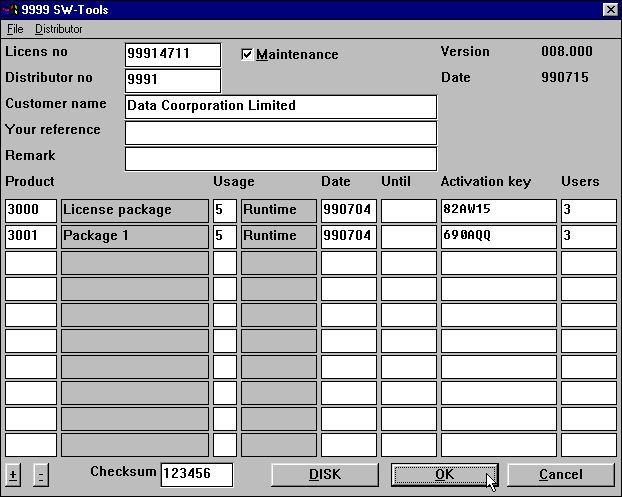 9999 SW-Tools
File Distributor
Licens no 99914711 Maintenance Version 008.000
Distributor no 9991 Date 990715
Customer name Data Coorporation Limited
Your reference
Remark
Product Usage Date Until Activation key Users
3000 License package 5 Runtime 990704 82AW15 3
3001 Package 1 5 Runtime 990704 690AQQ 3
+ - Checksum 123456 DISK OK Cancel